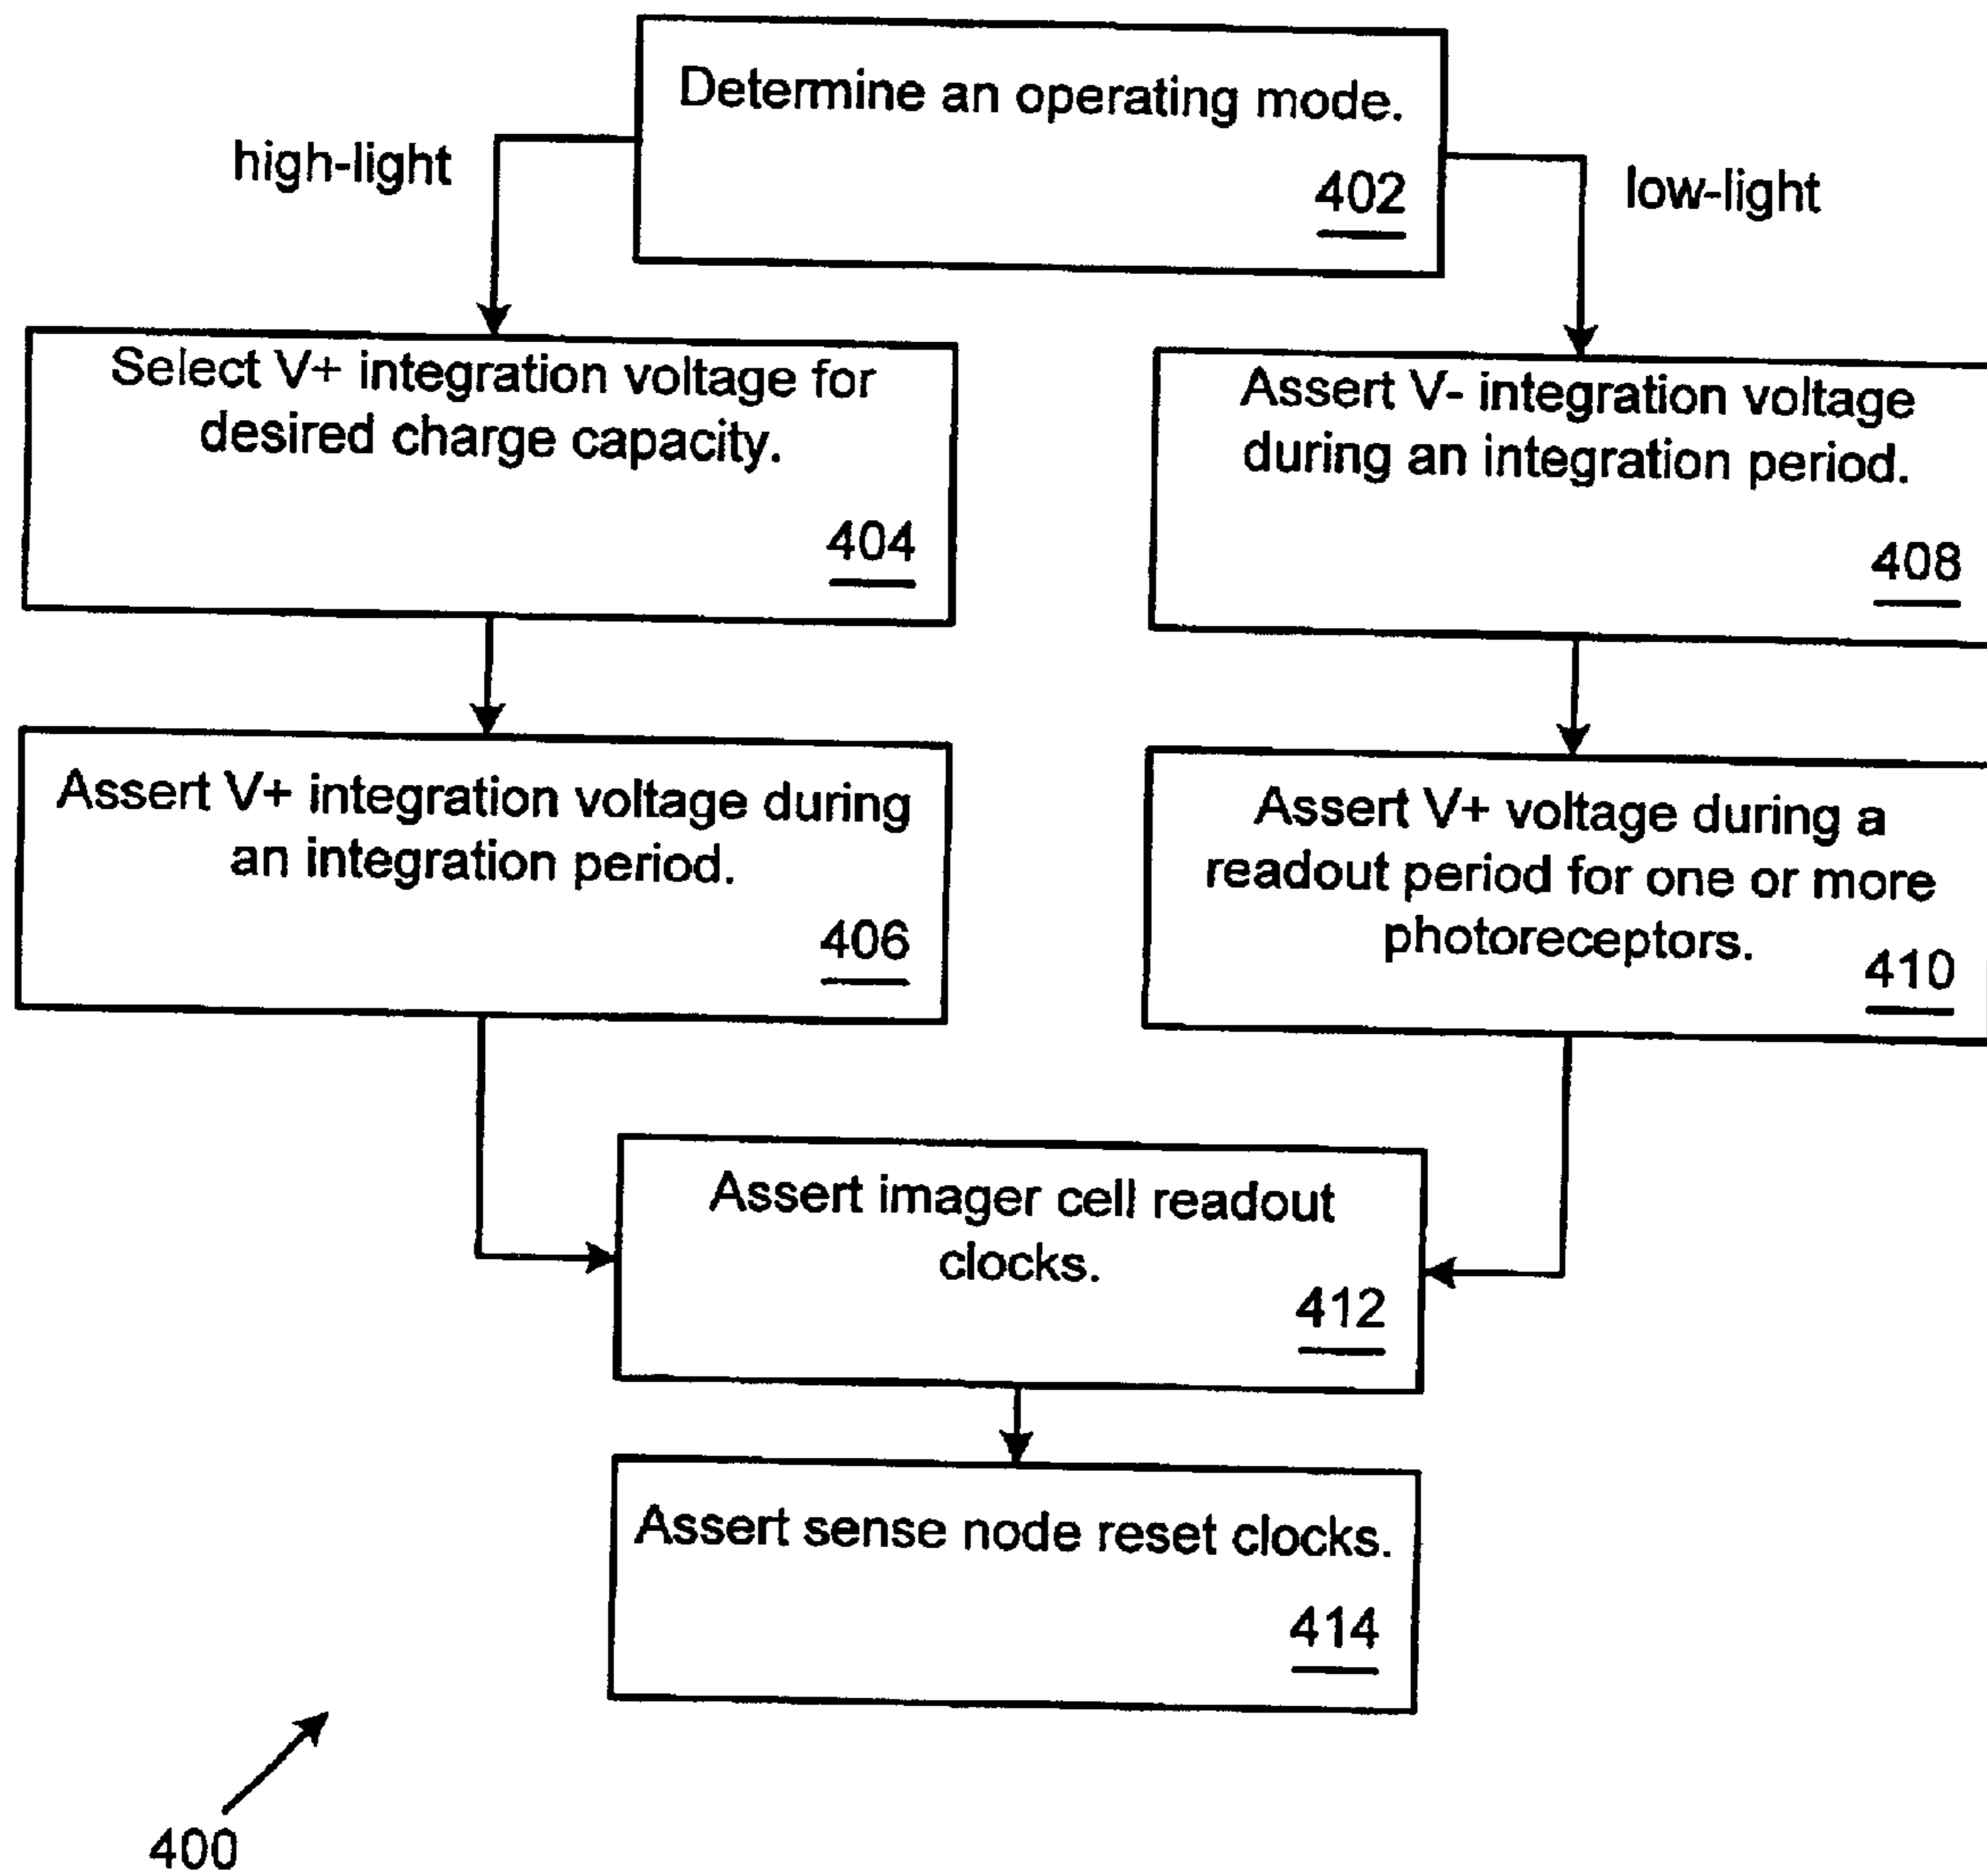 Determine an operating mode.
402
high-light
low-light
Select V+ integration voltage for
desired charge capacity.
404
Assert V- integration voltage
during an integration period.
408
Assert V+ integration voltage during
an integration period.
406
Assert V+ voltage during a
readout period for one or more
photoreceptors.
410
Assert imager cell readout
clocks.
412
Assert sense node reset clocks.
414
400